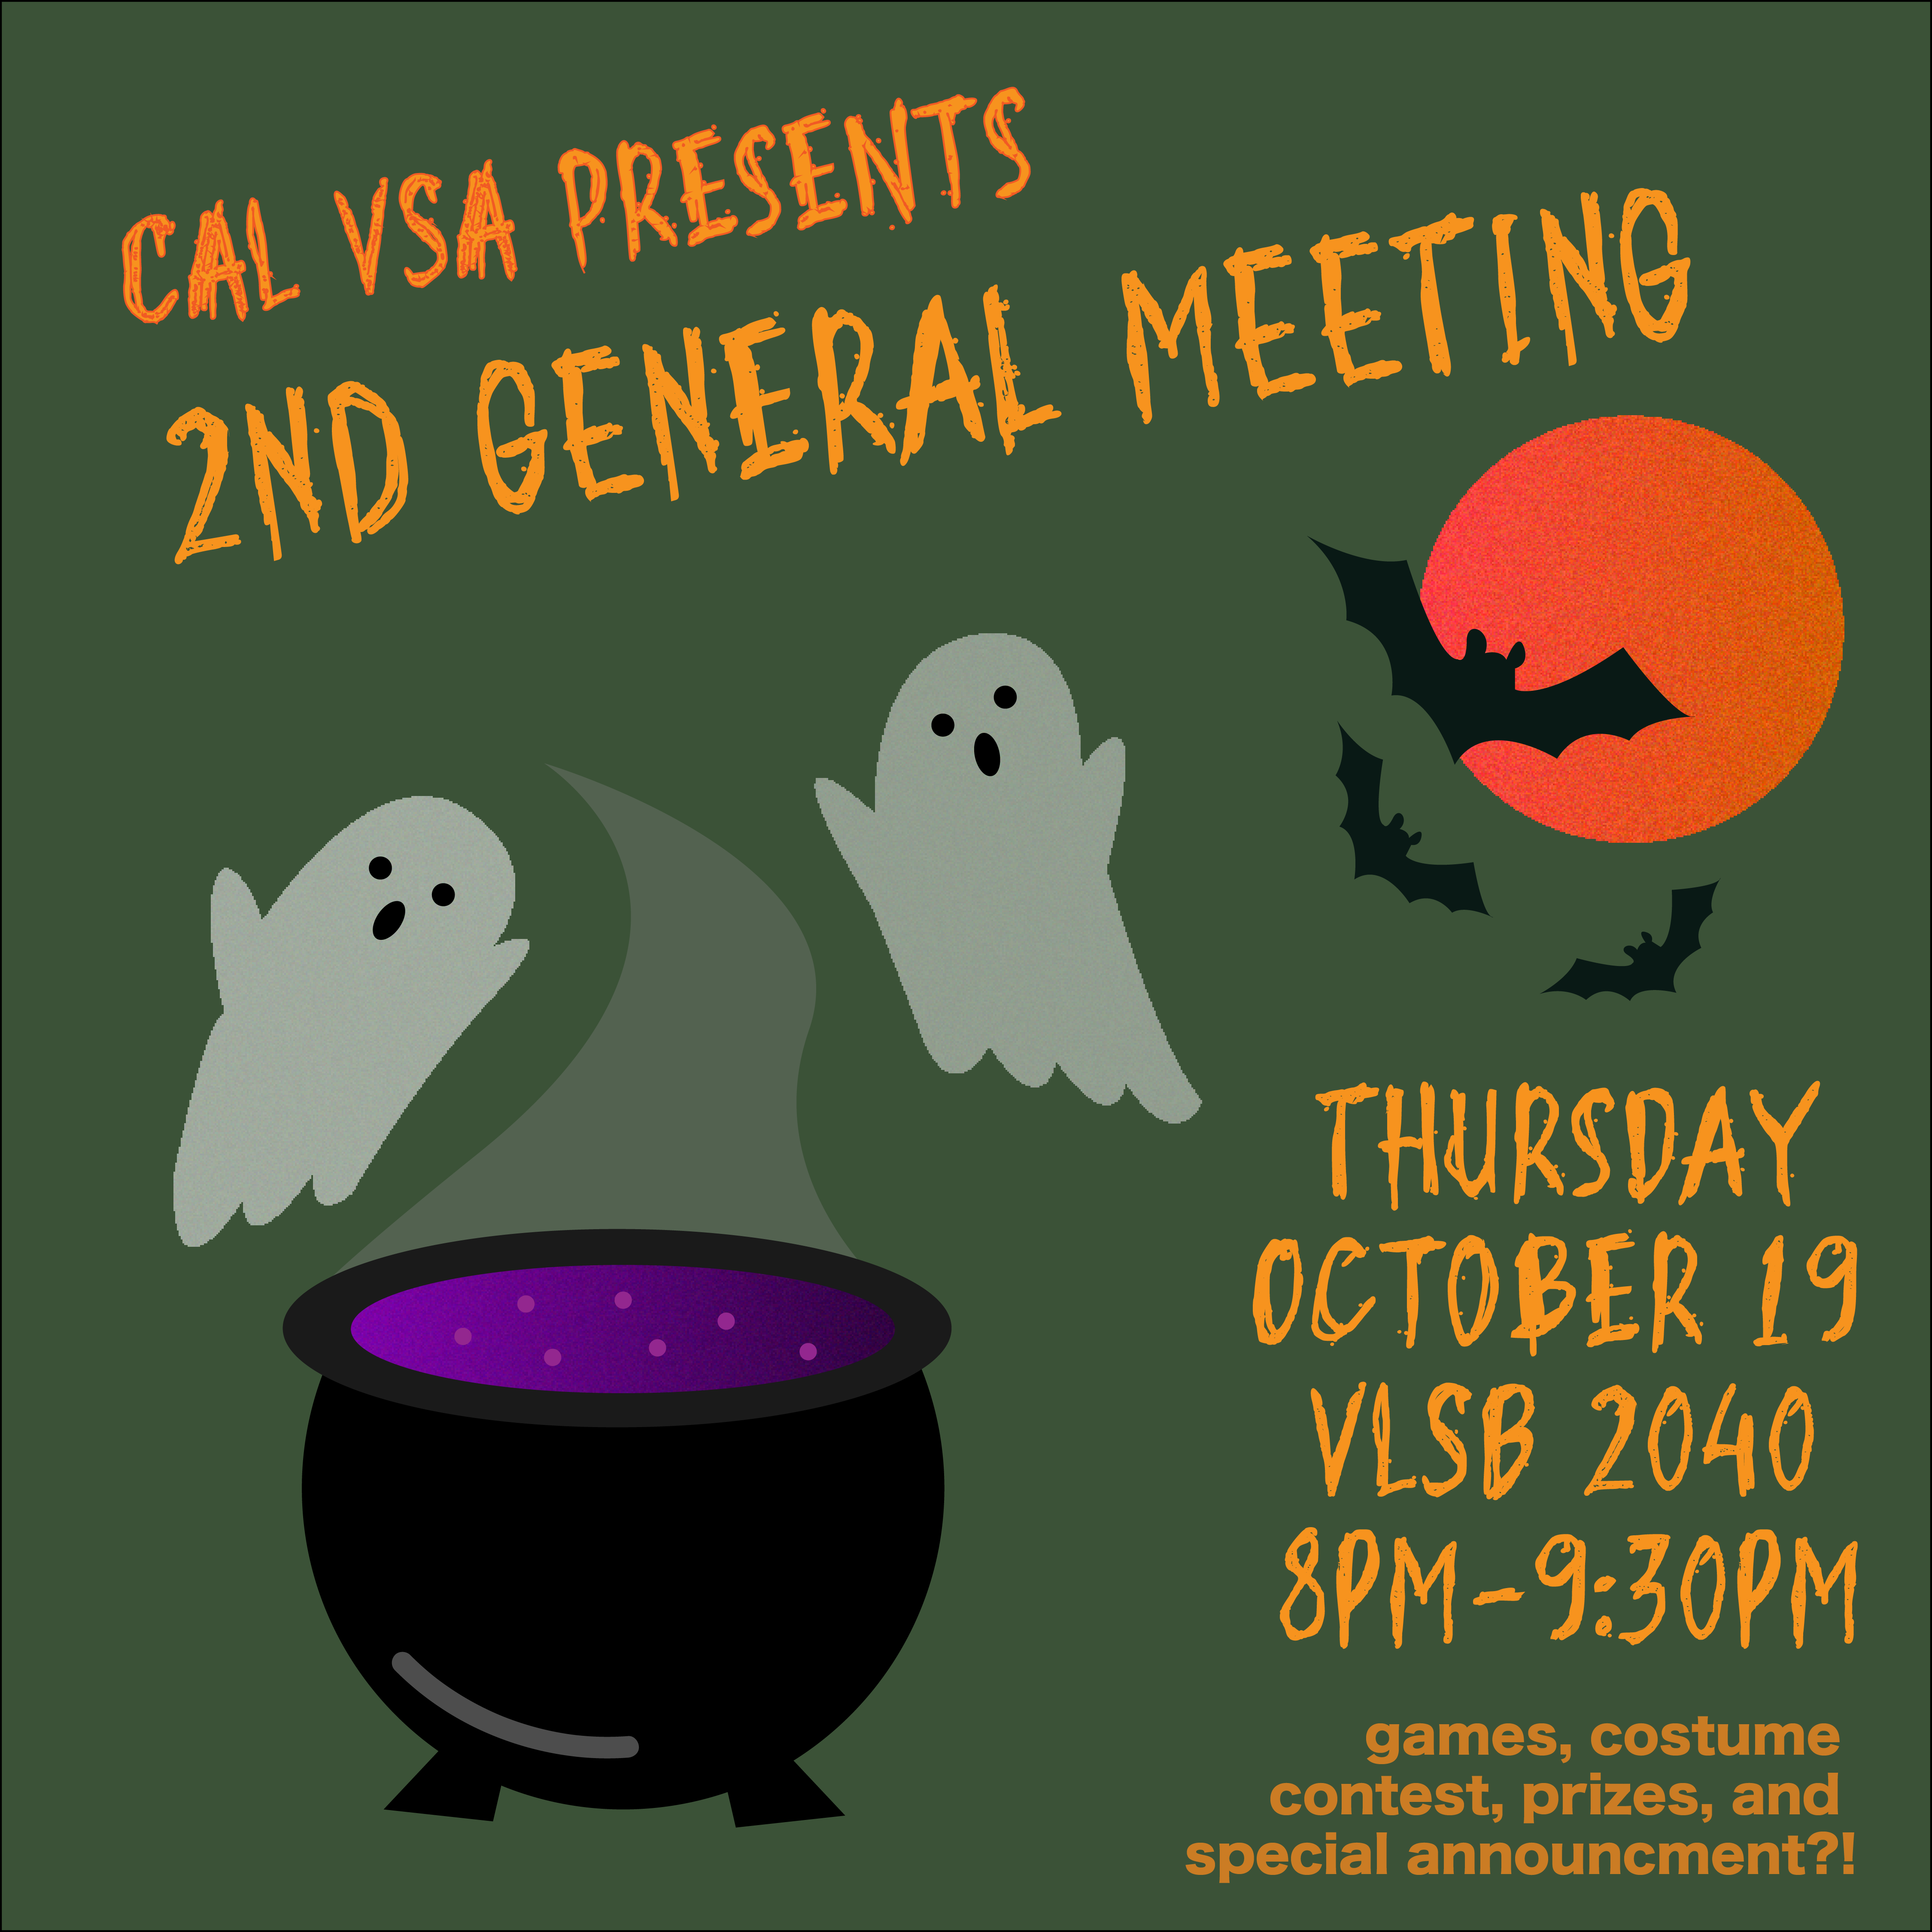 CAL VSA PRESENTS
2ND GENERAL MEETING
THURSDAY
OCTOBER 19
VLSB 2040
8PM-9:30PM
games, costume
contest, prizes, and
special announcment?!